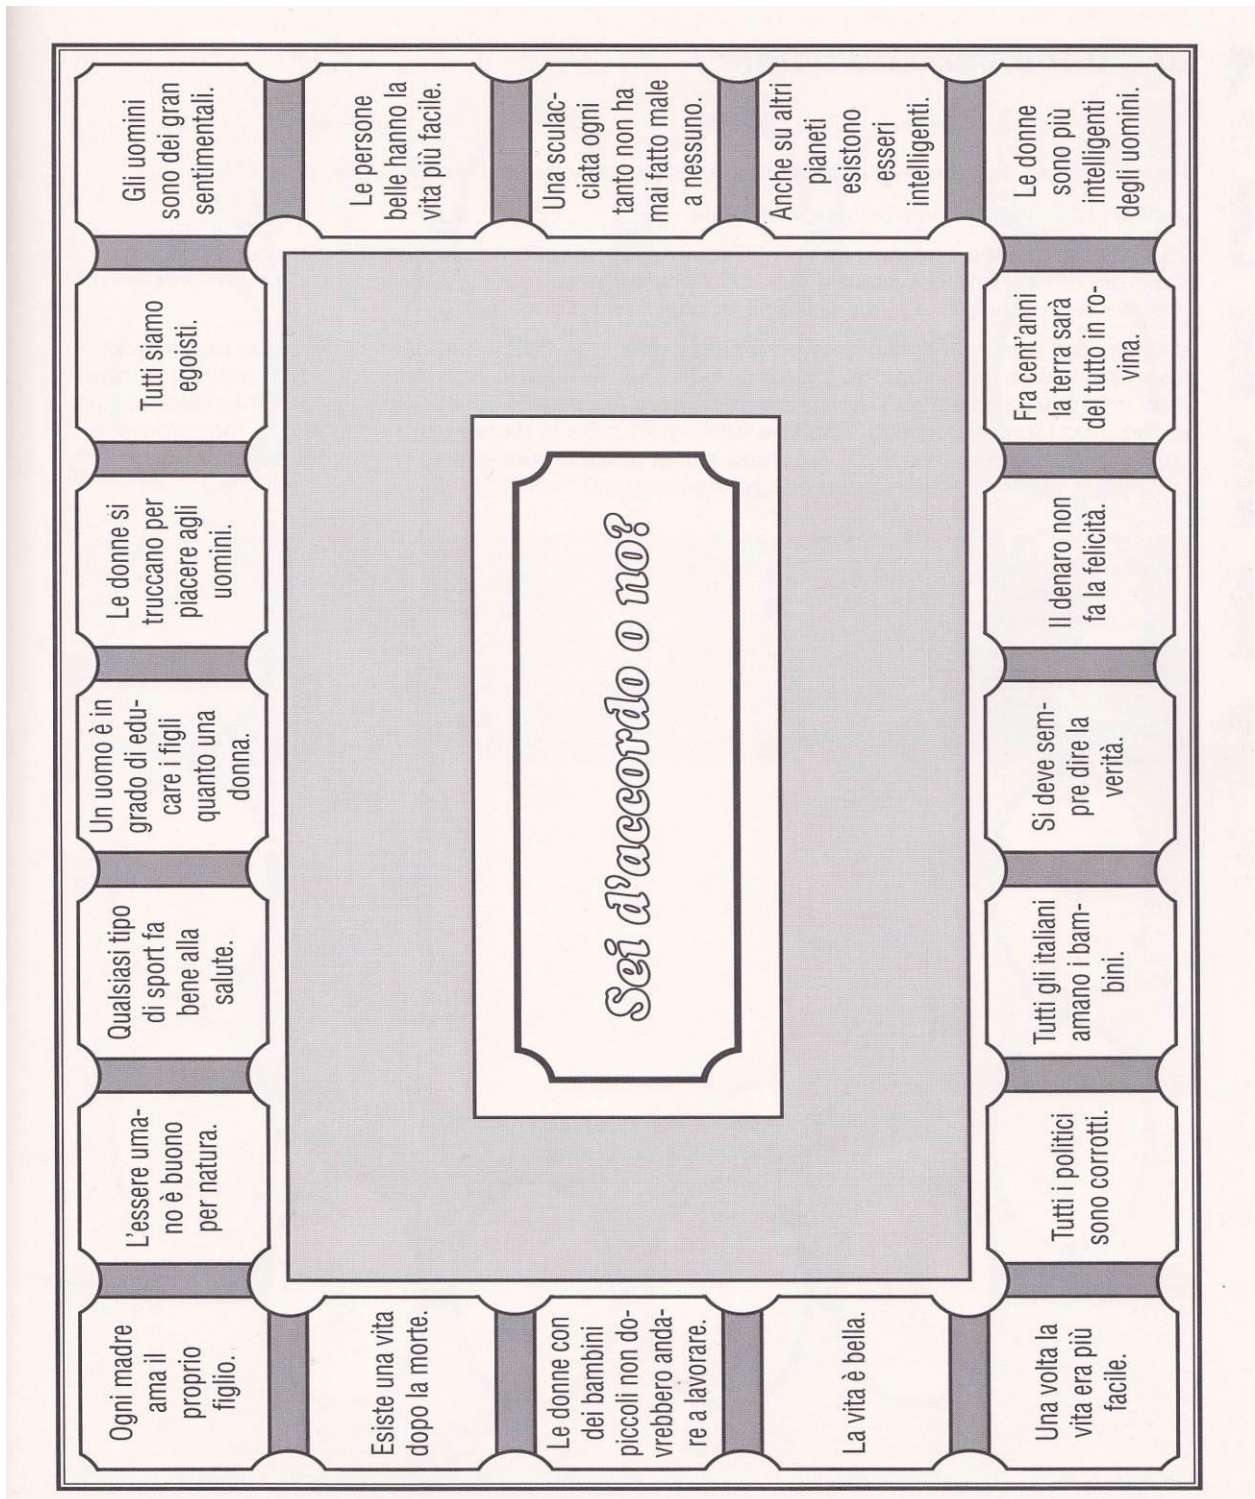 Ogni madre
ama il
proprio
figlio.
L'essere uma-
no è buono
per natura.
Qualsiasi tipo
di sport fa
bene alla
salute.
Un uomo è in
grado di edu-
care i figli
quanto una
donna.
Le donne si
truccano per
piacere agli
uomini.
Tutti siamo
egoisti.
Gli uomini
sono dei gran
sentimentali.
Esiste una vita
dopo la morte.
Le persone
belle hanno la
vita più facile.
Le donne con
dei bambini
piccoli non do-
vrebbero anda-
re a lavorare.
Sei d'accordo o no?
Una sculac-
ciata ogni
tanto non ha
mai fatto male
a nessuno.
La vita è bella.
Anche su altri
pianeti
esistono
esseri
intelligenti.
Una volta la
vita era più
facile.
Tutti i politici
sono corrotti.
Tutti gli italiani
amano i bam-
bini.
Si deve sem-
pre dire la
verità.
Il denaro non
fa la felicità.
Fra cent'anni
la terra sarà
del tutto in ro-
vina.
Le donne
sono più
intelligenti
degli uomini.